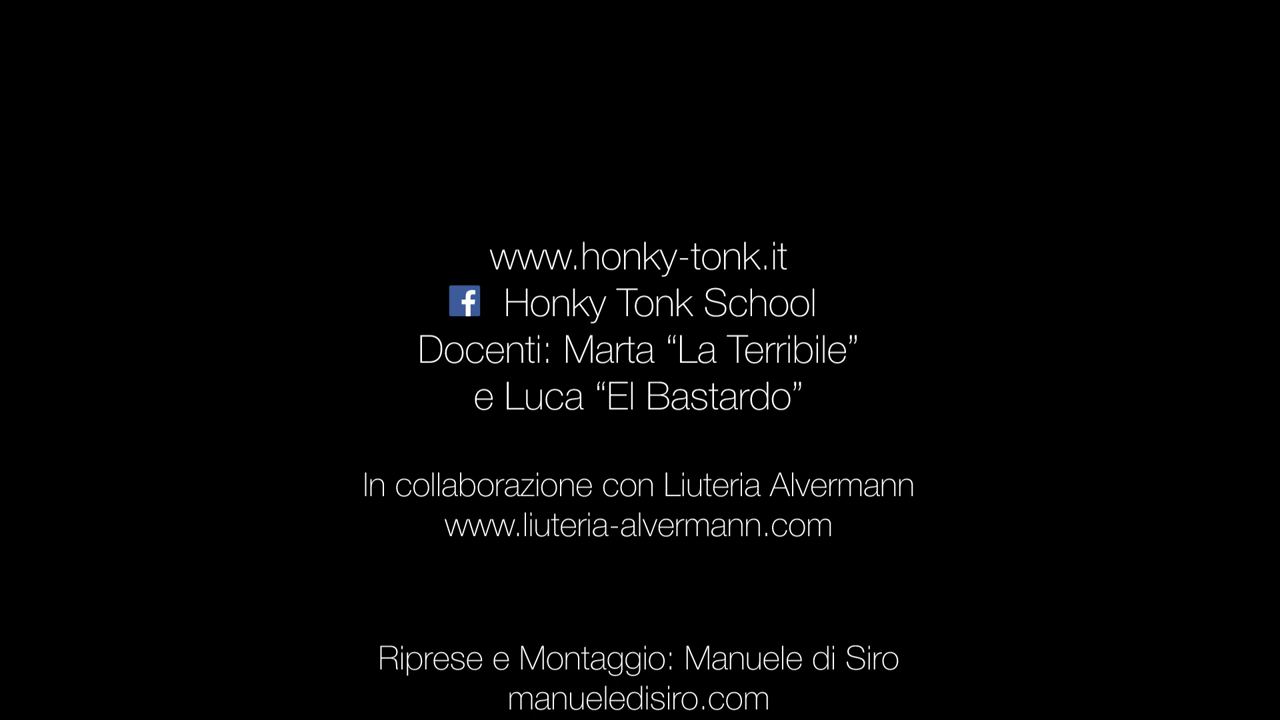 www.honky-tonk.it
Honky Tonk School
Docenti: Marta “La Terribile”
e Luca “El Bastardo”
In collaborazione con Liuteria Alvermann
www.liuteria-alvermann.com
Riprese e Montaggio: Manuele di Siro
manueledisiro.com